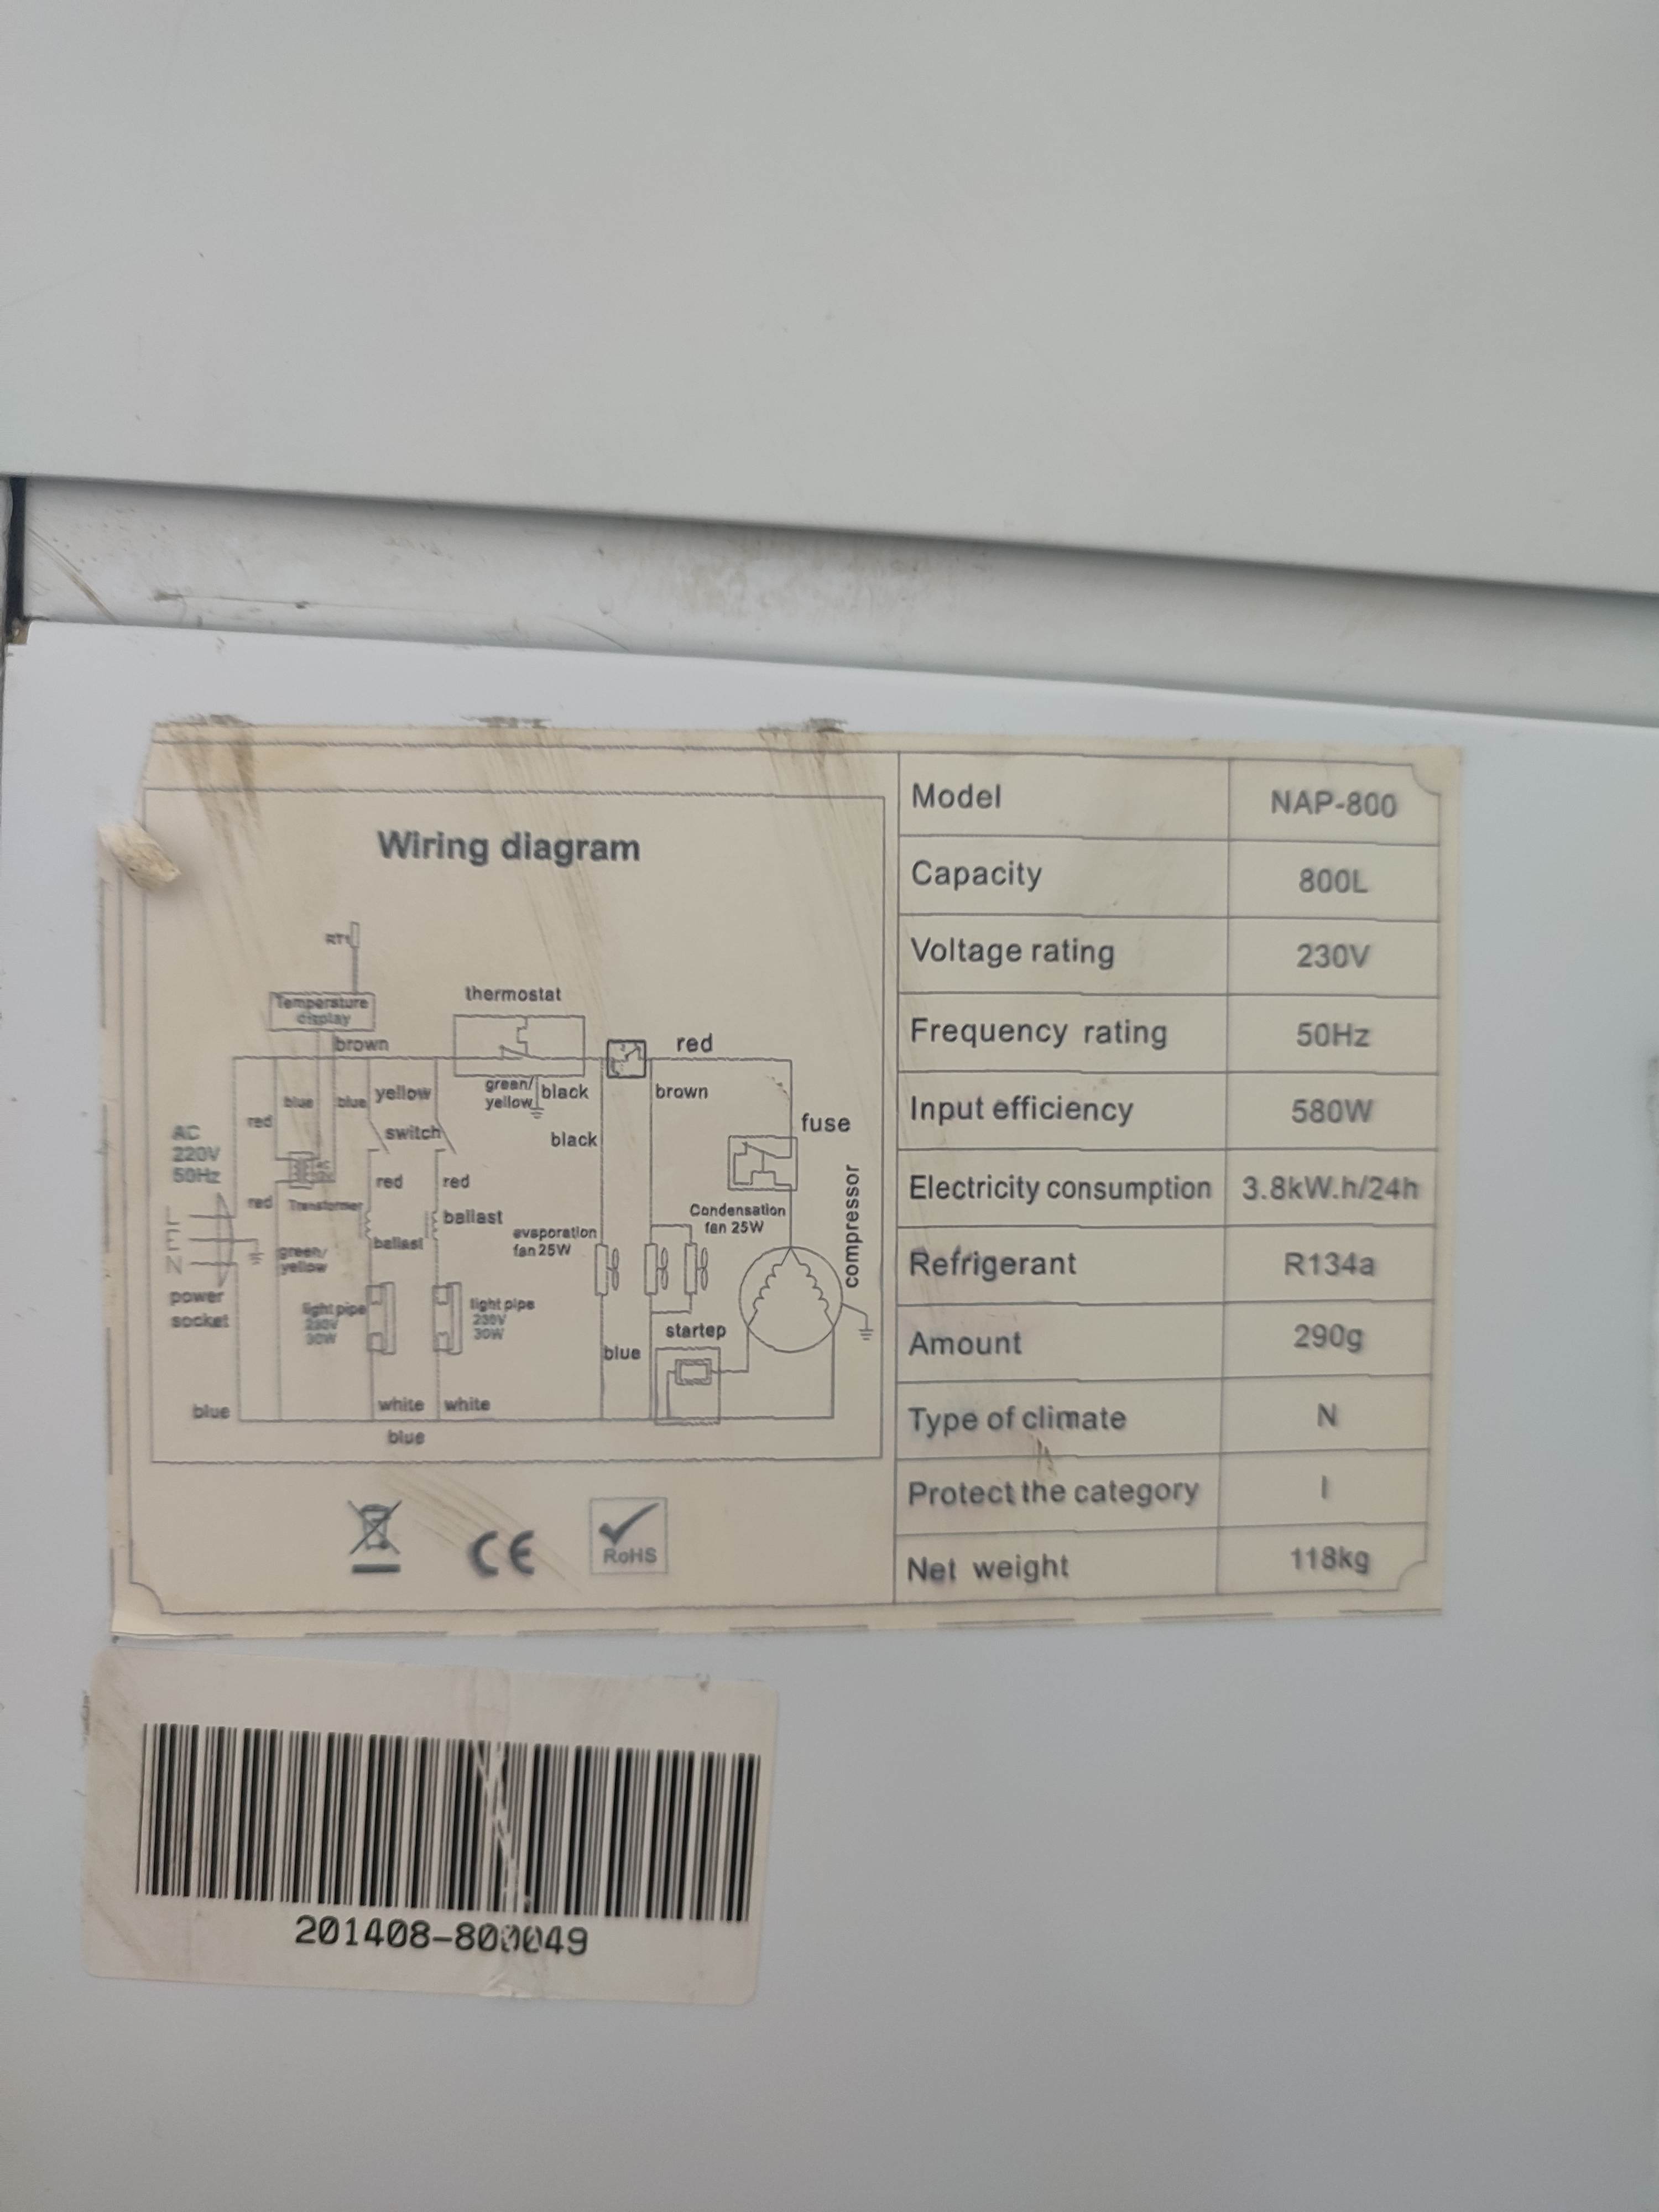 Wiring diagram
RT1
Temperature
display
thermostat
brown
red
blue
blue
yellow
green/
yellow
black
brown
red
switch
black
fuse
AC
220V
50Hz
red
Transformer
red
red
ballast
ballast
evaporation
fan 25W
Condensation
fan 25W
compressor
L
E
N
green/
yellow
power
socket
light pipe
230V
30W
light pipe
230V
30W
startep
blue
blue
white
white
blue
CE
RoHS
Model NAP-800
Capacity 800L
Voltage rating 230V
Frequency rating 50Hz
Input efficiency 580W
Electricity consumption 3.8kW.h/24h
Refrigerant R134a
Amount 290g
Type of climate N
Protect the category I
Net weight 118kg
201408-800049